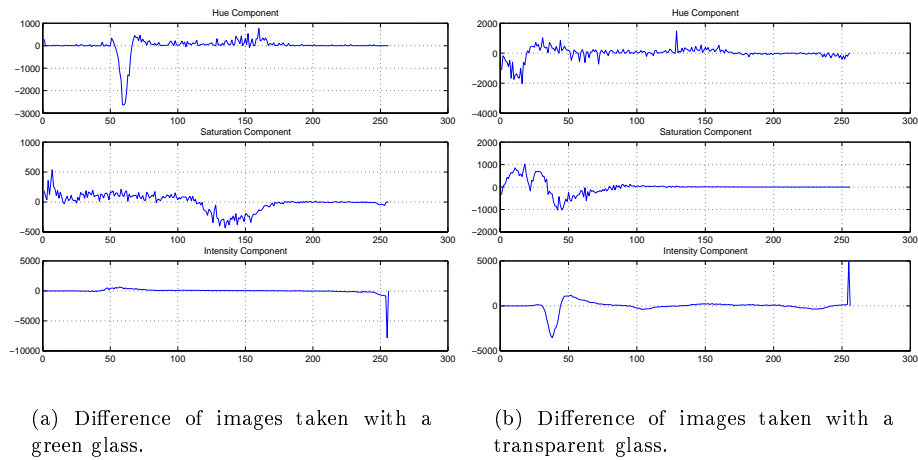 Hue Component
1000
0
−1000
−2000
−3000
0 50 100 150 200 250 300
Saturation Component
1000
500
0
−500
0 50 100 150 200 250 300
Intensity Component
5000
0
−5000
−10000
0 50 100 150 200 250 300
(a) Difference of images taken with a
green glass.
Hue Component
2000
0
−2000
−4000
0 50 100 150 200 250 300
Saturation Component
2000
1000
0
−1000
−2000
0 50 100 150 200 250 300
Intensity Component
5000
0
−5000
0 50 100 150 200 250 300
(b) Difference of images taken with a
transparent glass.